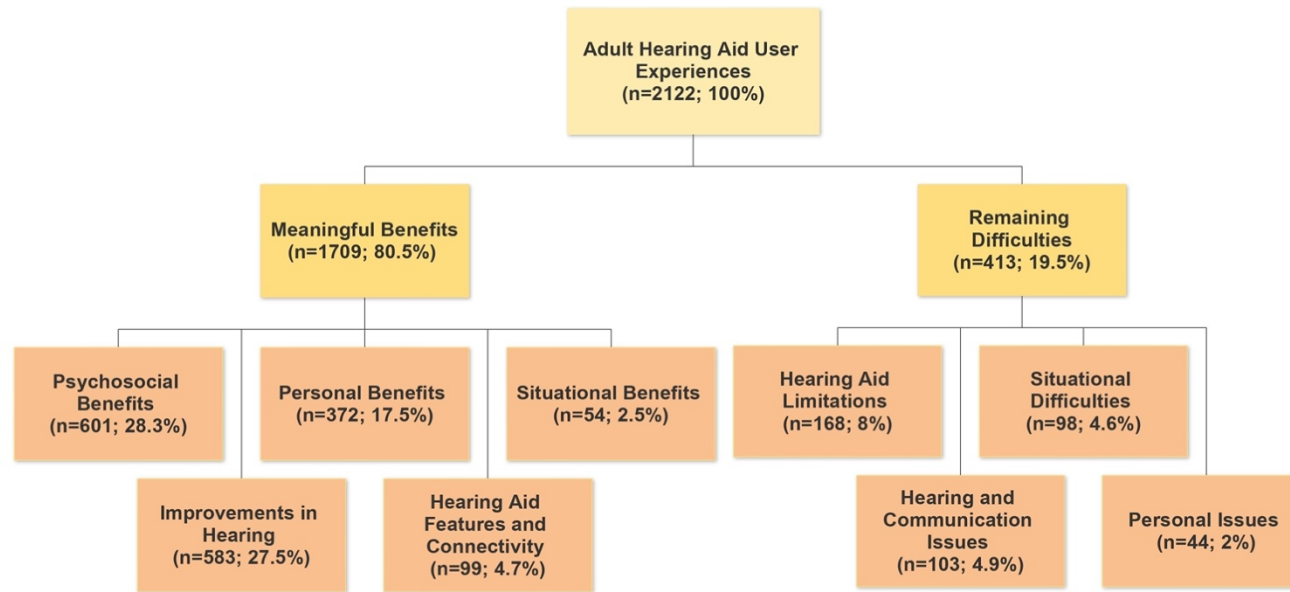 Adult Hearing Aid User
Experiences
(n=2122; 100%)
Meaningful Benefits
(n=1709; 80.5%)
Remaining
Difficulties
(n=413; 19.5%)
Psychosocial
Benefits
(n=601; 28.3%)
Improvements in
Hearing
(n=583; 27.5%)
Personal Benefits
(n=372; 17.5%)
Hearing Aid
Features and
Connectivity
(n=99; 4.7%)
Situational Benefits
(n=54; 2.5%)
Hearing Aid
Limitations
(n=168; 8%)
Hearing and
Communication
Issues
(n=103; 4.9%)
Situational
Difficulties
(n=98; 4.6%)
Personal Issues
(n=44; 2%)